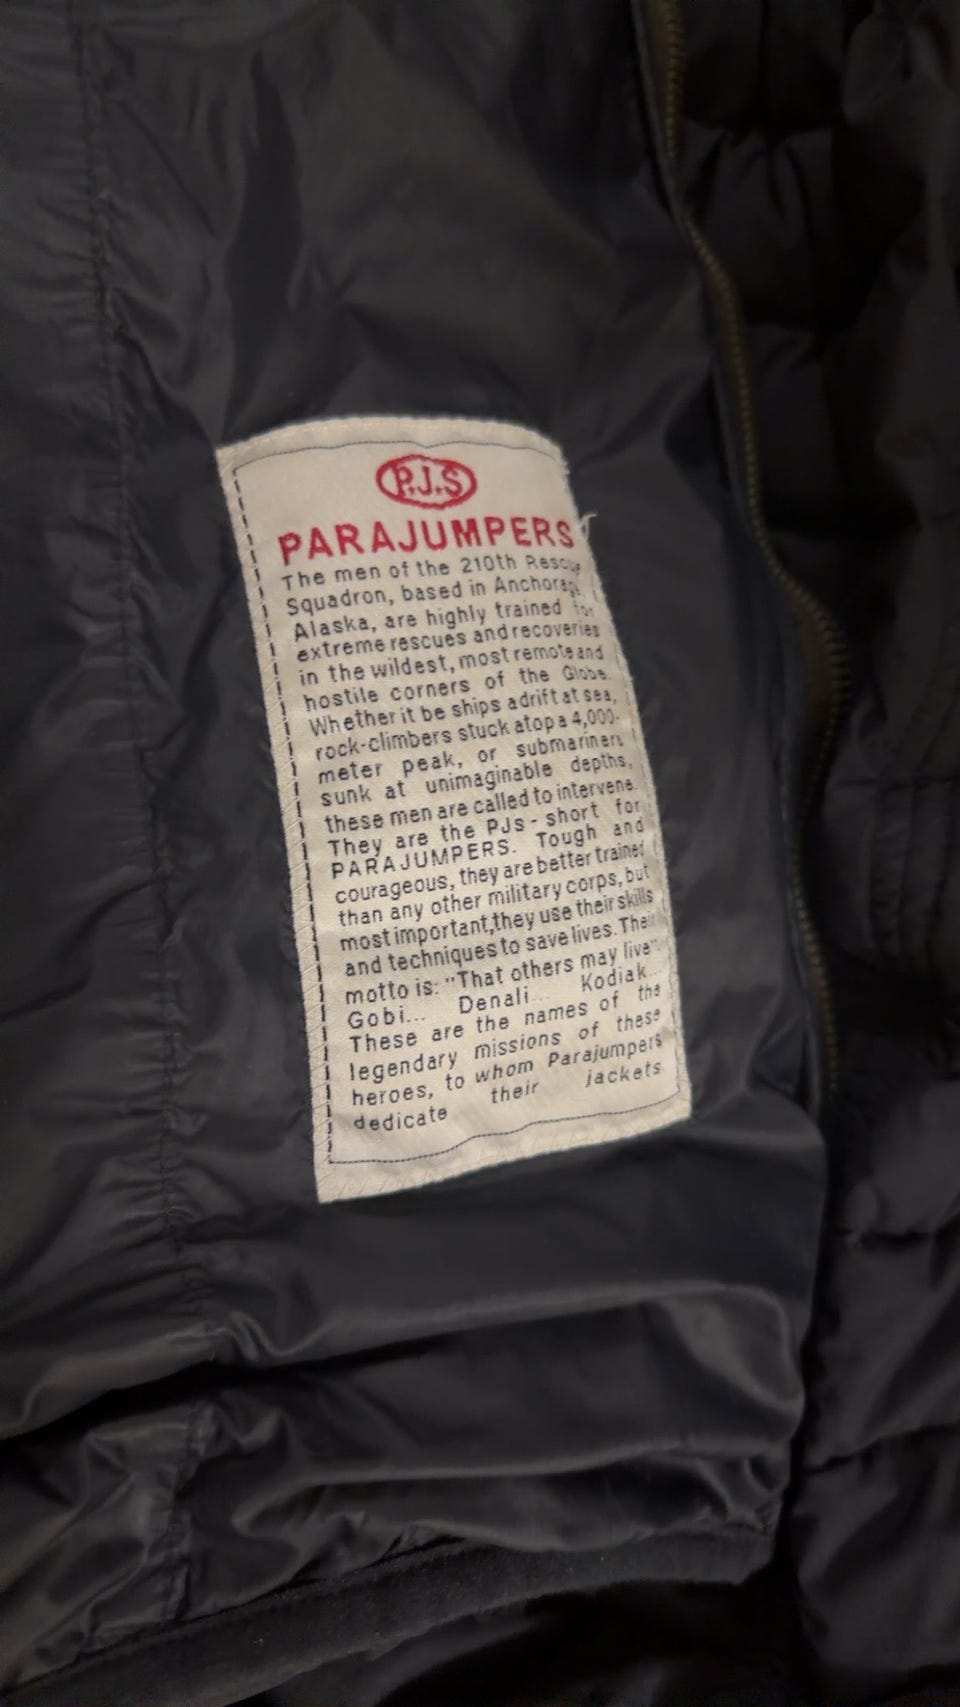 P.J.S
PARAJUMPERS
The men of the 210th Rescue
Squadron, based in Anchorage,
Alaska, are highly trained for
extreme rescues and recoveries
in the wildest, most remote and
hostile corners of the Globe.
Whether it be ships adrift at sea,
rock-climbers stuck atop a 4,000-
meter peak, or submariners
sunk at unimaginable depths,
these men are called to intervene.
They are the PJs - short for
PARAJUMPERS. Tough and
courageous, they are better trained
than any other military corps, but
most important,they use their skills
and techniques to save lives. Their
motto is: "That others may live".
Gobi... Denali... Kodiak...
These are the names of the
legendary missions of these
heroes, to whom Parajumpers
dedicate their jackets